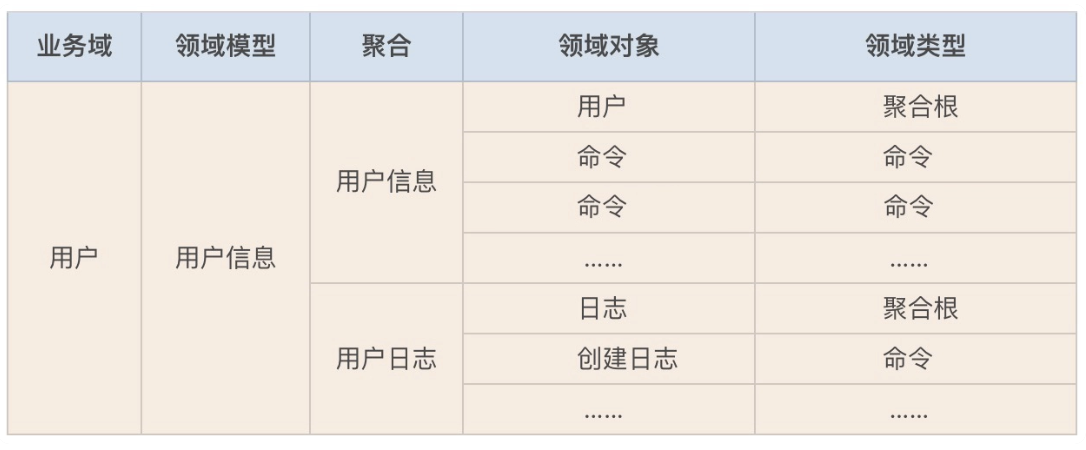 业务域 领域模型 聚合 领域对象 领域类型
用户 聚合根
命令 命令
用户信息
命令 命令
…… ……
用户 用户信息
日志 聚合根
用户日志 创建日志 命令
…… ……